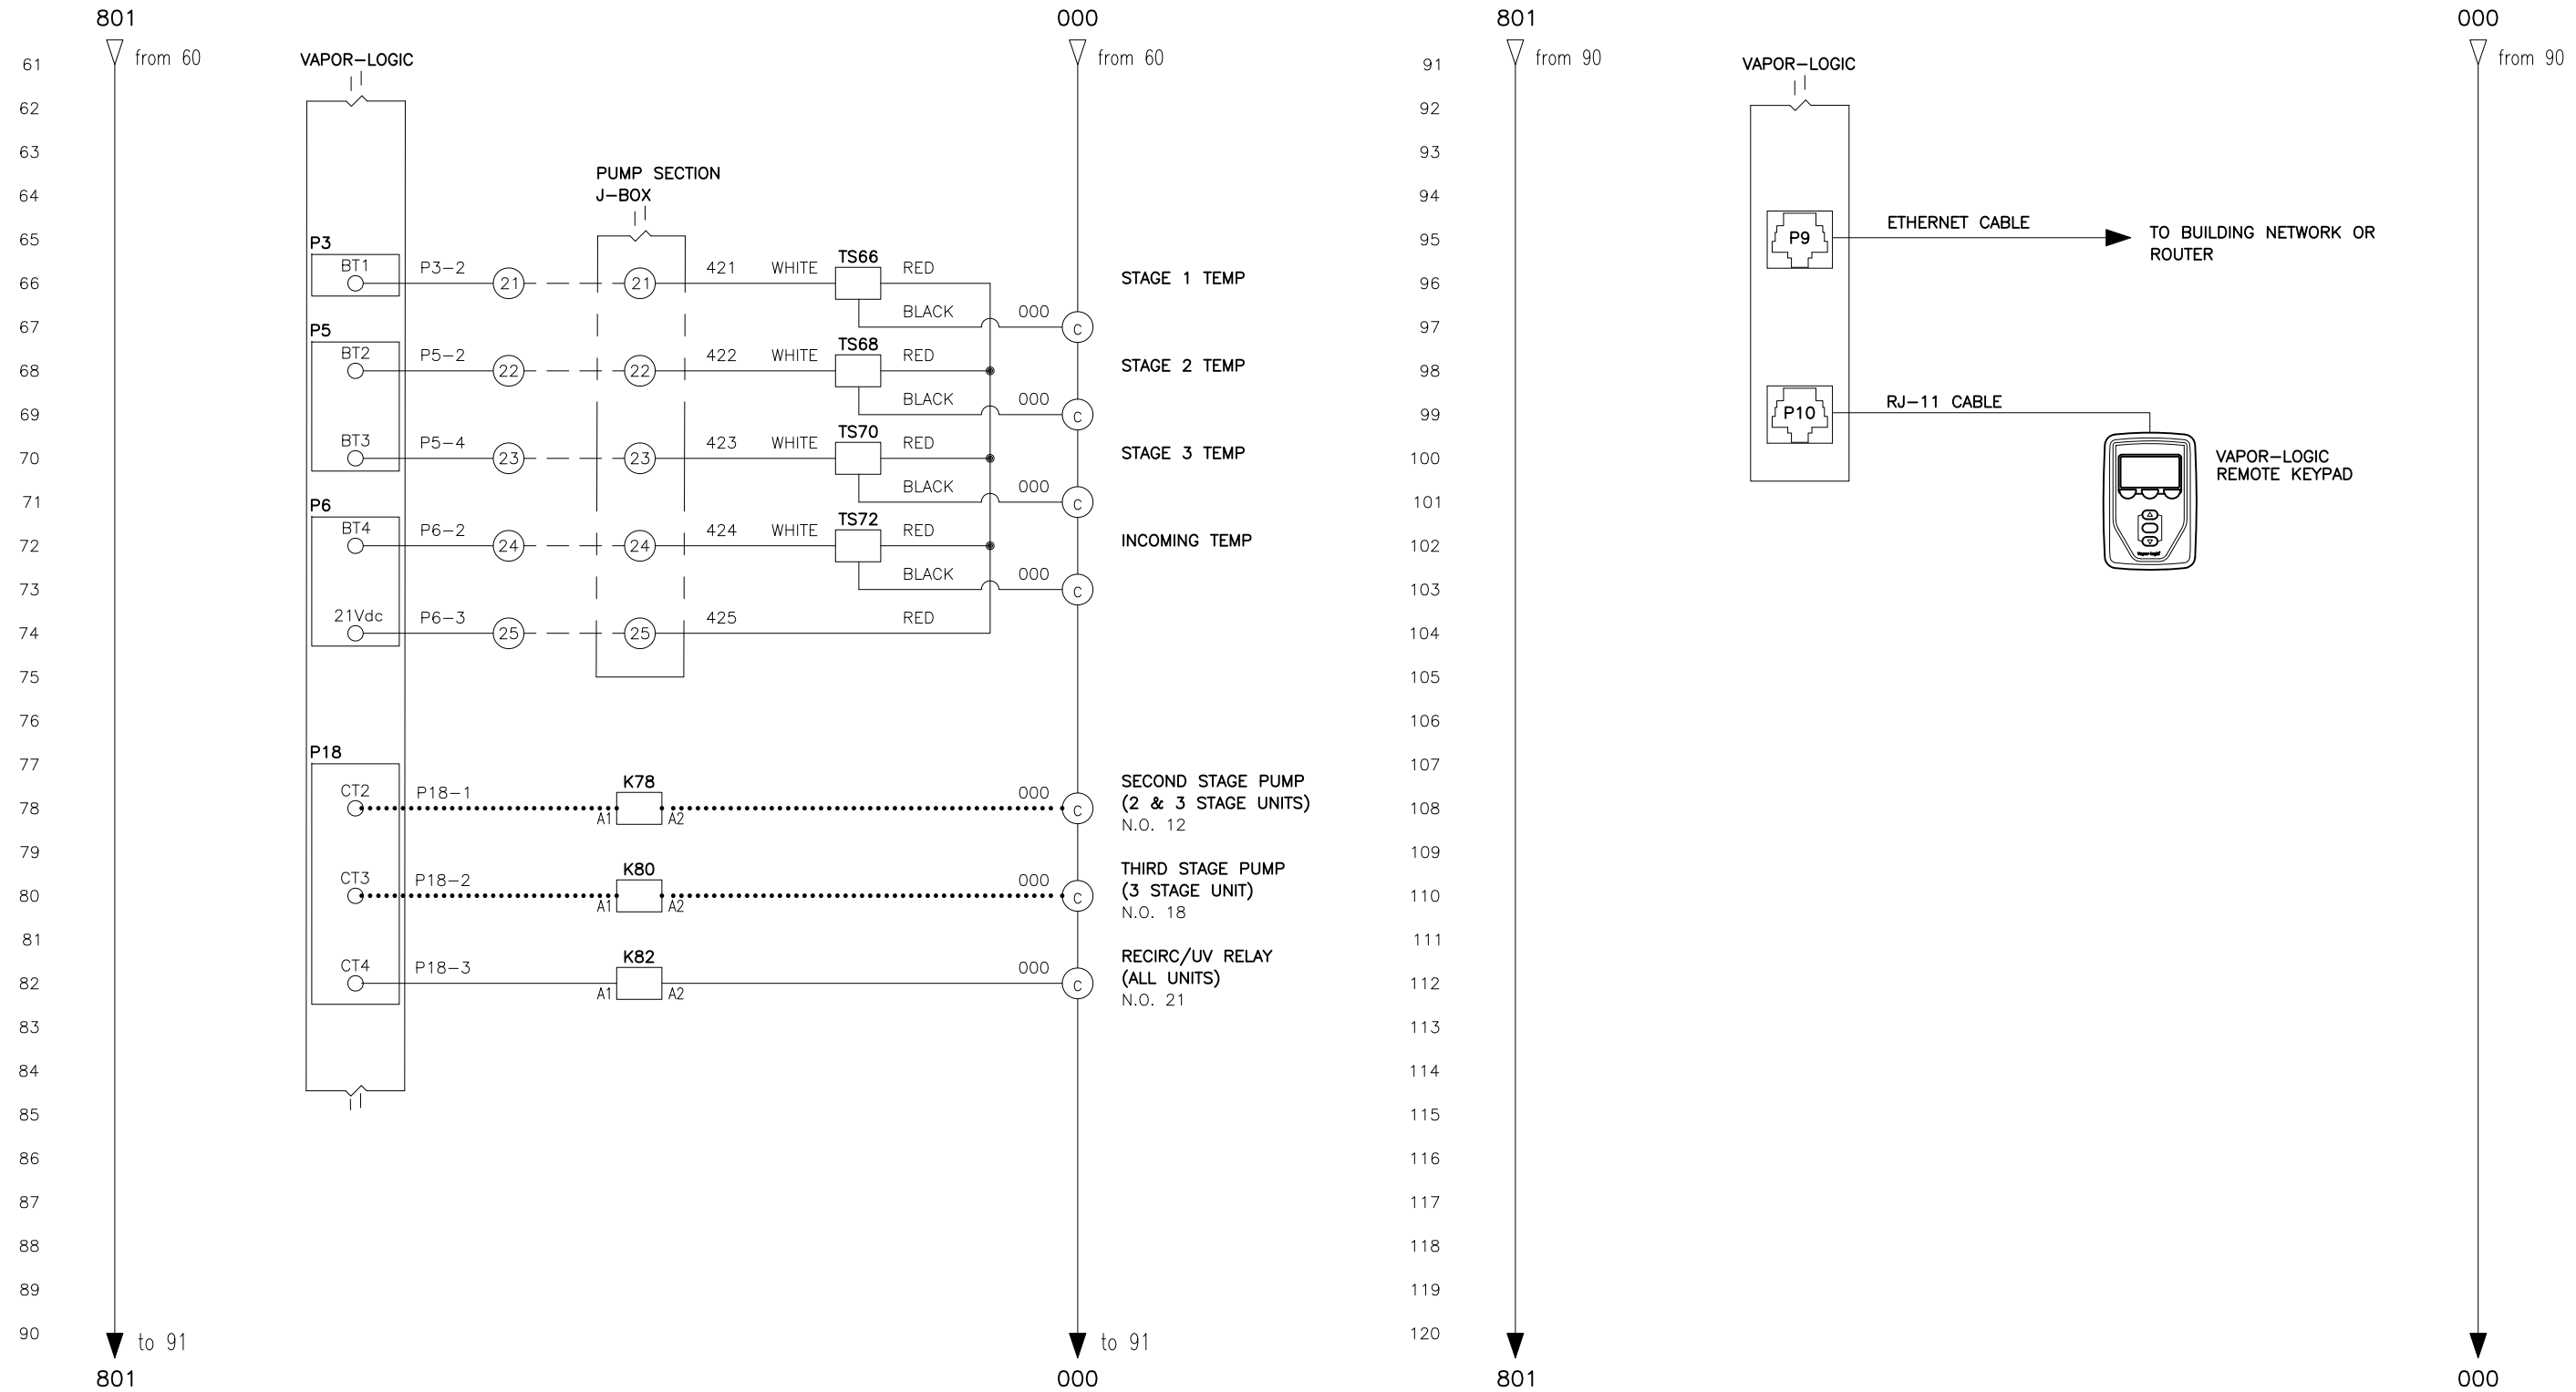 801 000 801 000
from 60 from 60 from 90 from 90
61 VAPOR-LOGIC 91 VAPOR-LOGIC
62 92
63 93
PUMP SECTION
64 J-BOX 94
ETHERNET CABLE
65 P3 95 P9 TO BUILDING NETWORK OR
ROUTER
BT1 P3-2 421 WHITE TS66 RED
66 21 21 STAGE 1 TEMP 96
BLACK 000
67 P5 C 97
BT2 P5-2 422 WHITE TS68 RED
68 22 22 STAGE 2 TEMP 98
BLACK 000 RJ-11 CABLE
69 C 99 P10
BT3 P5-4 423 WHITE TS70 RED
70 23 23 STAGE 3 TEMP 100 VAPOR-LOGIC
REMOTE KEYPAD
BLACK 000
71 P6 C 101
BT4 P6-2 424 WHITE TS72 RED
72 24 24 INCOMING TEMP 102
Vapor-logic
BLACK 000
73 C 103
21Vdc P6-3 425 RED
74 25 25 104
75 105
76 106
77 P18 107
K78 SECOND STAGE PUMP
CT2 P18-1 000 (2 & 3 STAGE UNITS)
78 A1 A2 C N.O. 12 108
79 109
K80 THIRD STAGE PUMP
CT3 P18-2 000 (3 STAGE UNIT)
80 A1 A2 C N.O. 18 110
81 111
K82 RECIRC/UV RELAY
CT4 P18-3 000 (ALL UNITS)
82 A1 A2 C N.O. 21 112
83 113
84 114
85 115
86 116
87 117
88 118
89 119
90 to 91 to 91 120
801 000 801 000